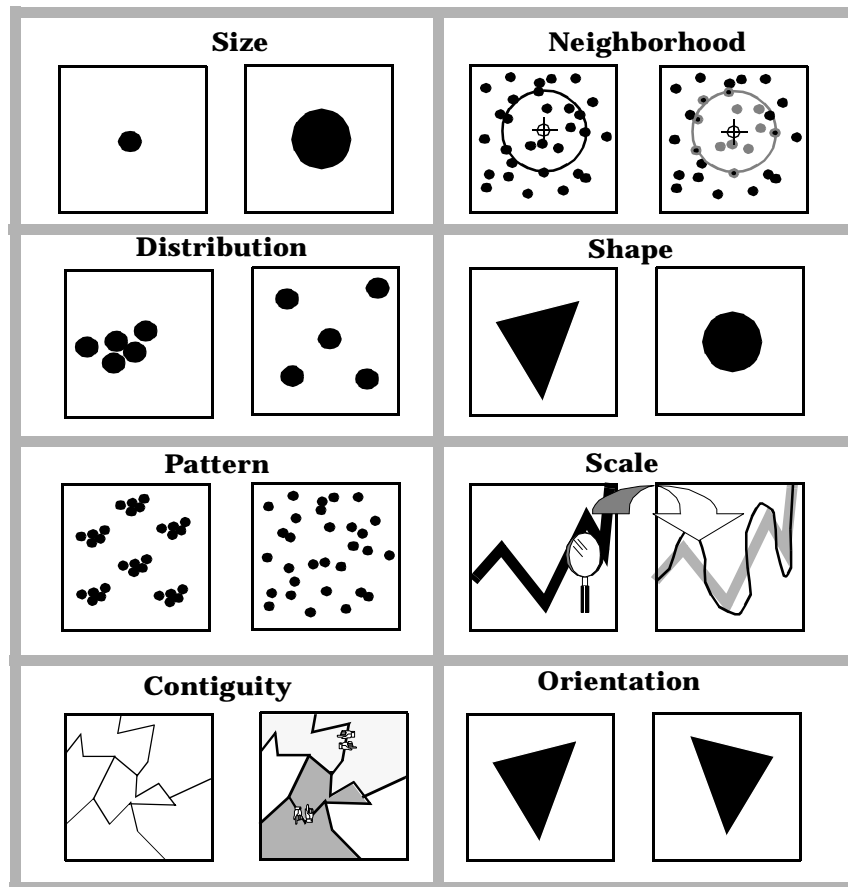 Size
Neighborhood
Distribution
Shape
Pattern
Scale
Contiguity
Orientation